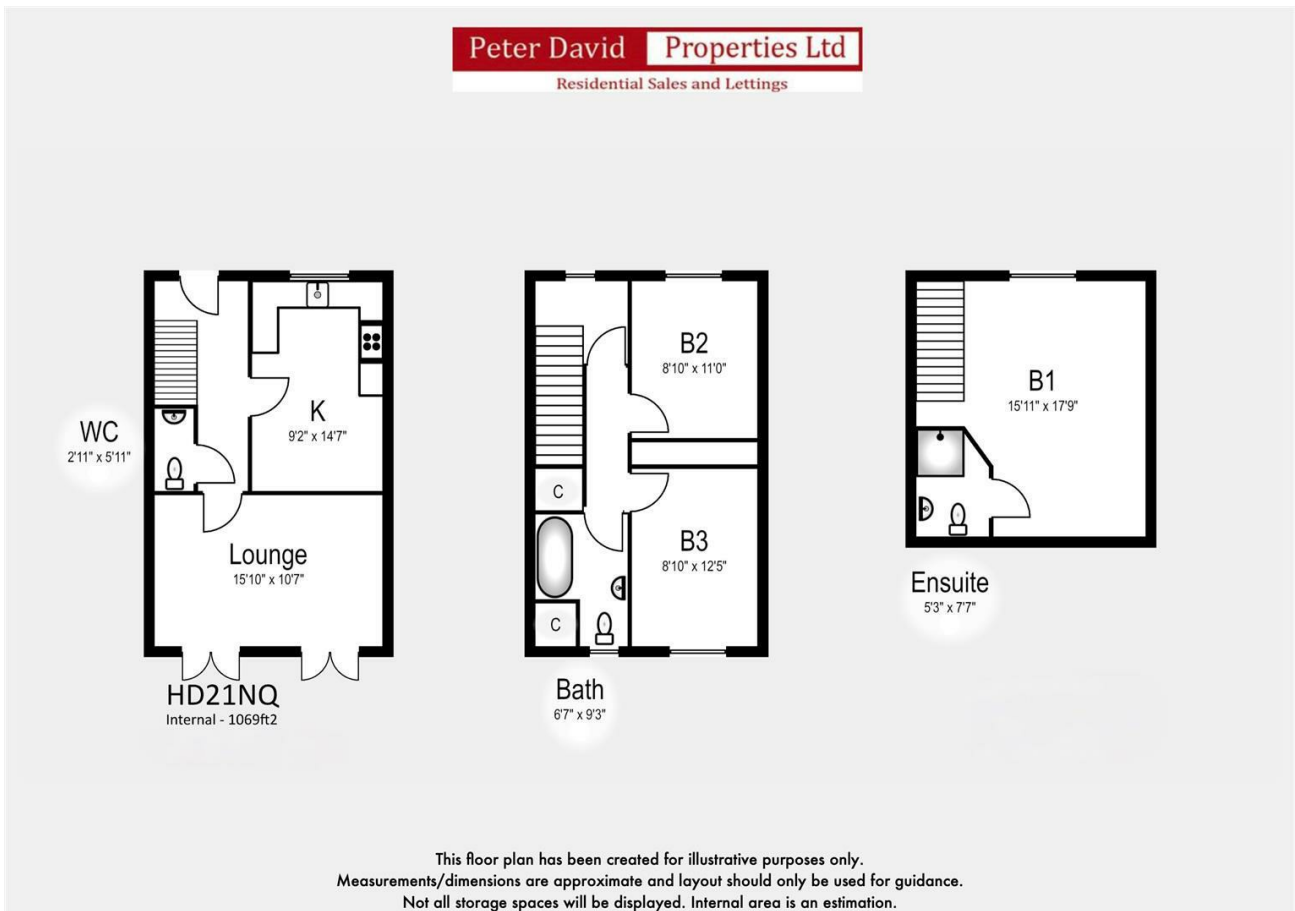 Peter David Properties Ltd
Residential Sales and Lettings
WC
2'11" x 5'11"
K
9'2" x 14'7"
Lounge
15'10" x 10'7"
HD21NQ
Internal - 1069ft2
B2
8'10" x 11'0"
C
B3
8'10" x 12'5"
C
Bath
6'7" x 9'3"
B1
15'11" x 17'9"
Ensuite
5'3" x 7'7"
This floor plan has been created for illustrative purposes only.
Measurements/dimensions are approximate and layout should only be used for guidance.
Not all storage spaces will be displayed. Internal area is an estimation.